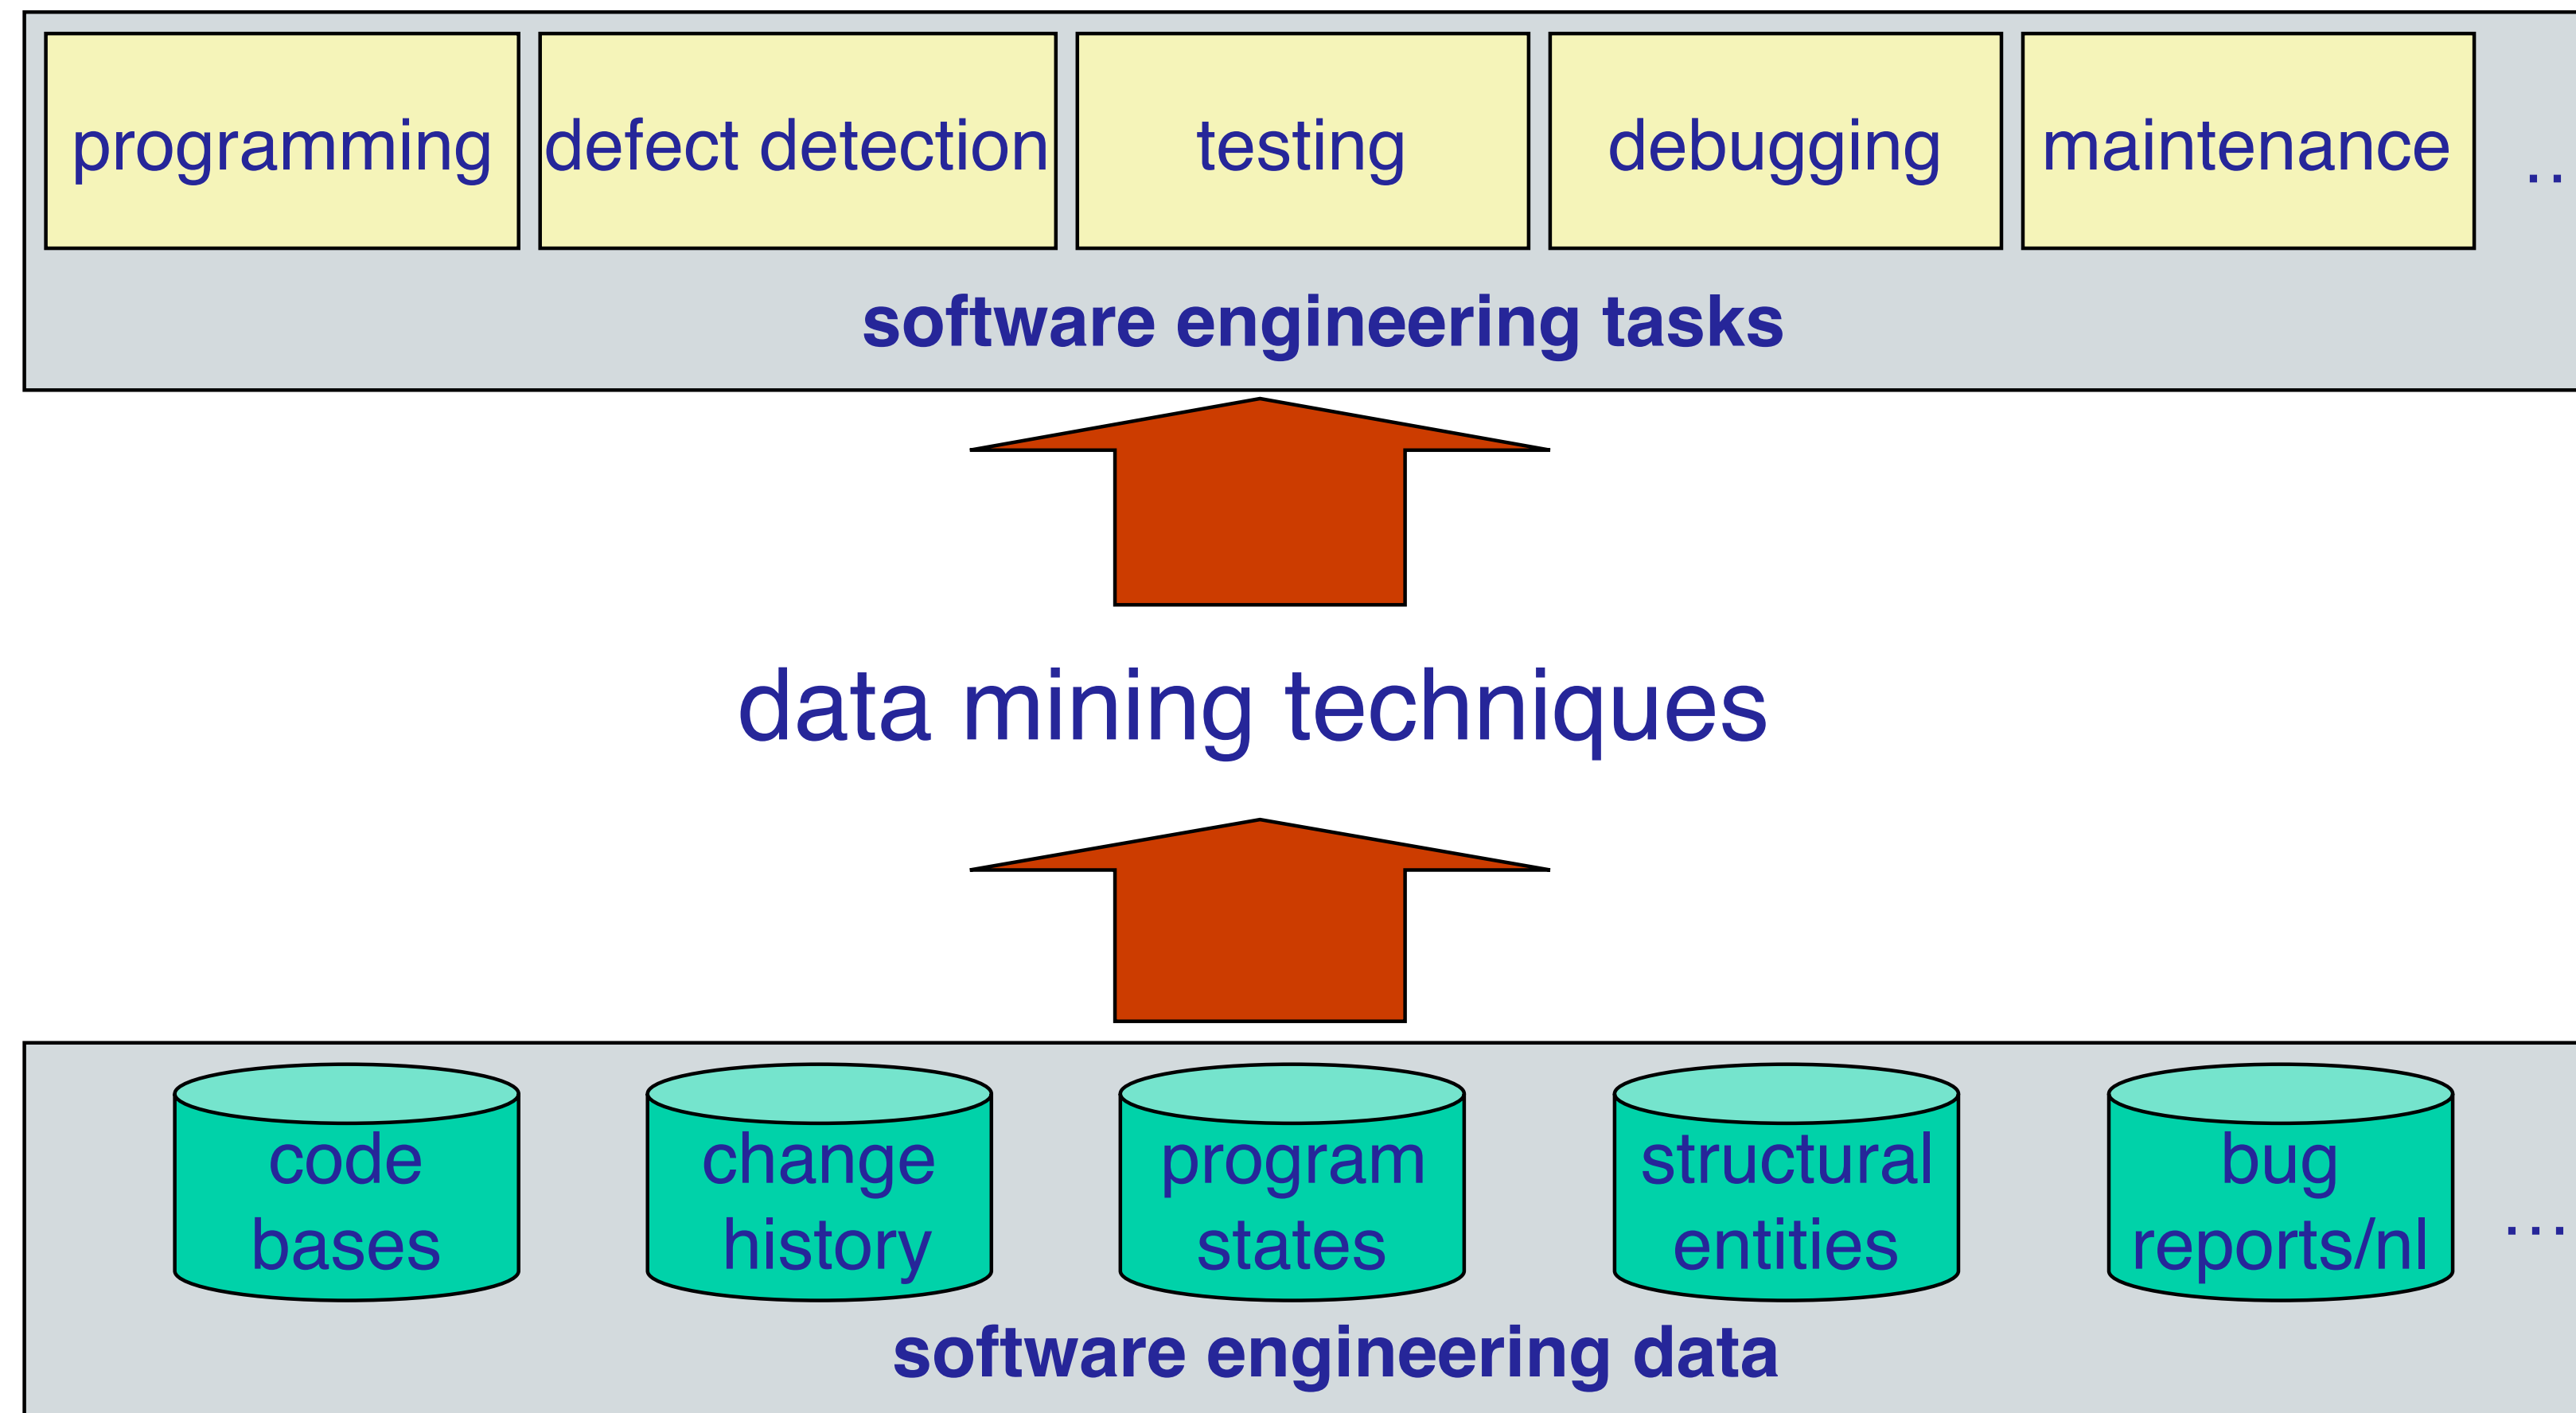 programming defect detection testing debugging maintenance ..
software engineering tasks
data mining techniques
code change program structural bug
bases history states entities reports/nl ...
software engineering data